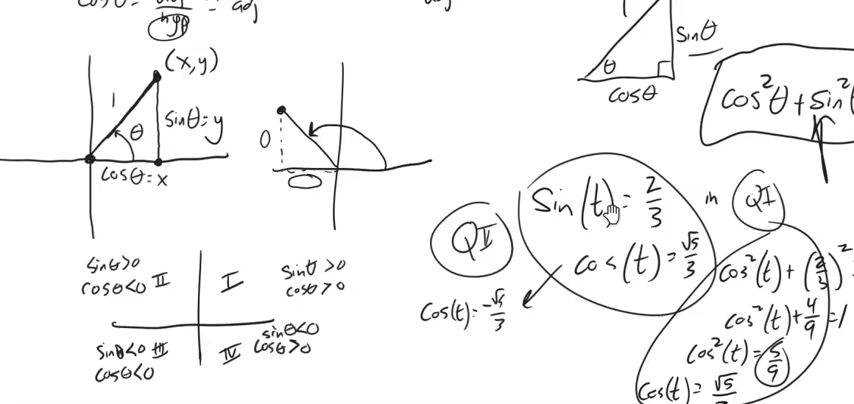 cosθ = adj/hyp = adj
(x,y)
1
θ
sinθ=y
cosθ=x
0
sinθ
θ
cosθ
cos²θ+sin²θ
sin(t)=2/3 in QI
QII
cos(t)=√5/3
cos(t)=-√5/3
cos²(t)+(2/3)²=
cos²(t)+4/9=1
cos²(t)=5/9
cos(t)=√5/3
sinθ>0
cosθ<0 II
I
sinθ>0
cosθ>0
sinθ<0 III
cosθ<0
IV
sinθ<0
cosθ>0